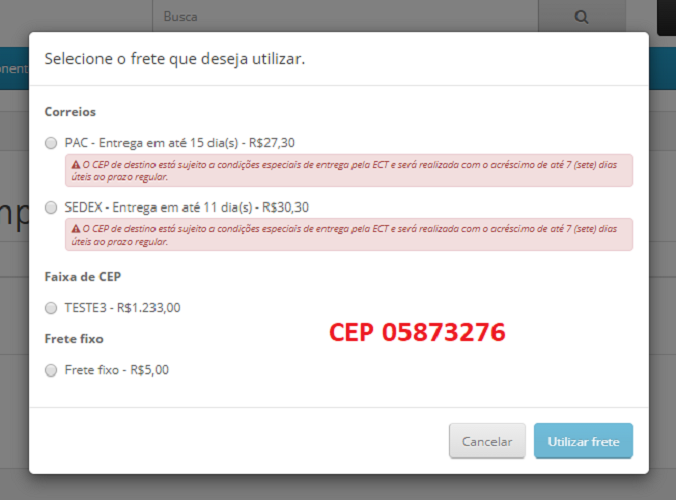 Busca
Selecione o frete que deseja utilizar.
Correios
PAC - Entrega em até 15 dia(s) - R$27,30
O CEP de destino está sujeito a condições especiais de entrega pela ECT e será realizada com o acréscimo de até 7 (sete) dias
úteis ao prazo regular.
SEDEX - Entrega em até 11 dia(s) - R$30,30
O CEP de destino está sujeito a condições especiais de entrega pela ECT e será realizada com o acréscimo de até 7 (sete) dias
úteis ao prazo regular.
Faixa de CEP
TESTE3 - R$1.233,00
CEP 05873276
Frete fixo
Frete fixo - R$5,00
Cancelar
Utilizar frete